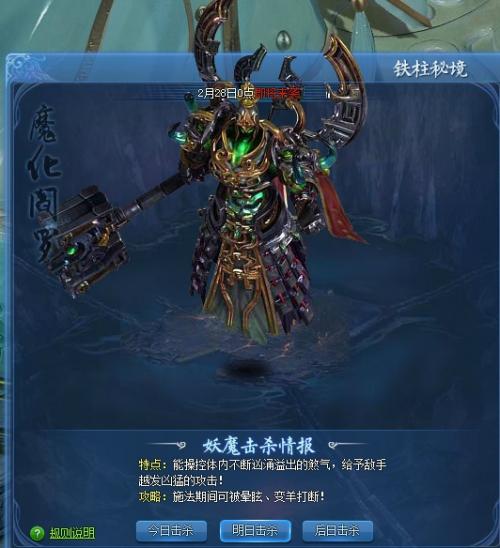 铁柱秘境
2月28日0点即将来袭
魔化阎罗
妖魔击杀情报
特点：能操控体内不断汹涌溢出的煞气，给予敌手
越发凶猛的攻击！
攻略：施法期间可被晕眩、变羊打断！
? 规则说明
今日击杀
明日击杀
后日击杀